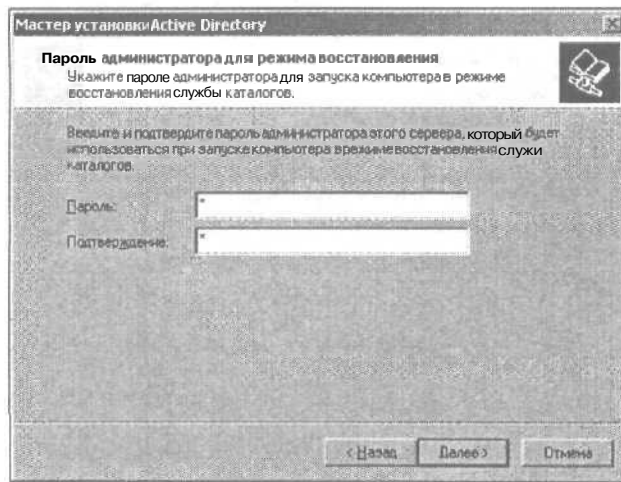 Мастер установки Active Directory
Пароль администратора для режима восстановления
Укажите пароле администратора для запуска компьютера в режиме
восстановления службы каталогов.
Введите и подтвердите пароль администратора этого сервера, который будет
использоваться при запуске компьютера в режиме восстановления служи
каталогов.
Пароль: *
Подтверждение: *
< Назад Далее > Отмена